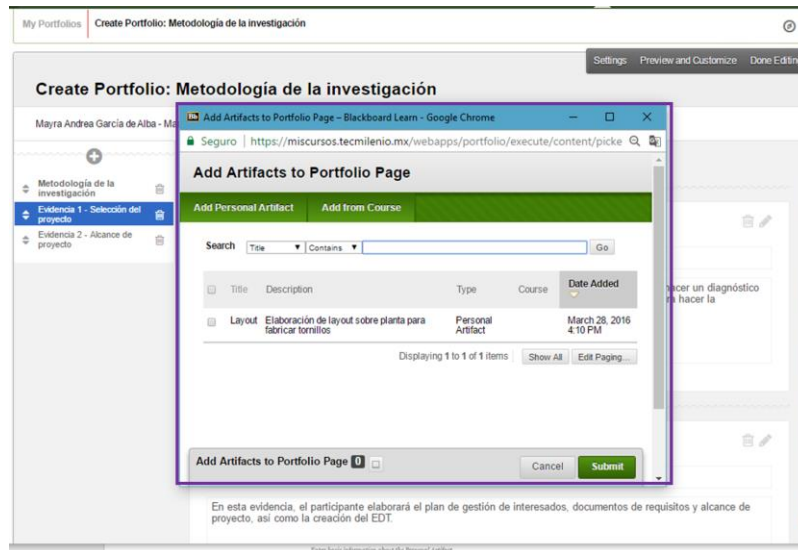 My Portfolios Create Portfolio: Metodología de la investigación
Settings Preview and Customize Done Editin
Create Portfolio: Metodología de la investigación
Mayra Andrea García de Alba - Ma
Metodología de la
investigación
Evidencia 1 - Selección del
proyecto
Evidencia 2 - Alcance de
proyecto
Add Artifacts to Portfolio Page – Blackboard Learn - Google Chrome
Seguro https://miscursos.tecmilenio.mx/webapps/portfolio/execute/content/picke
Add Artifacts to Portfolio Page
Add Personal Artifact Add from Course
Search Title Contains Go
Title Description Type Course Date Added
Layout Elaboración de layout sobre planta para
fabricar tornillos
Personal
Artifact
March 28, 2016
4:10 PM
Displaying 1 to 1 of 1 items Show All Edit Paging...
Add Artifacts to Portfolio Page 0
Cancel Submit
acer un diagnóstico
a hacer la
En esta evidencia, el participante elaborará el plan de gestión de interesados, documentos de requisitos y alcance de
proyecto, así como la creación del EDT.